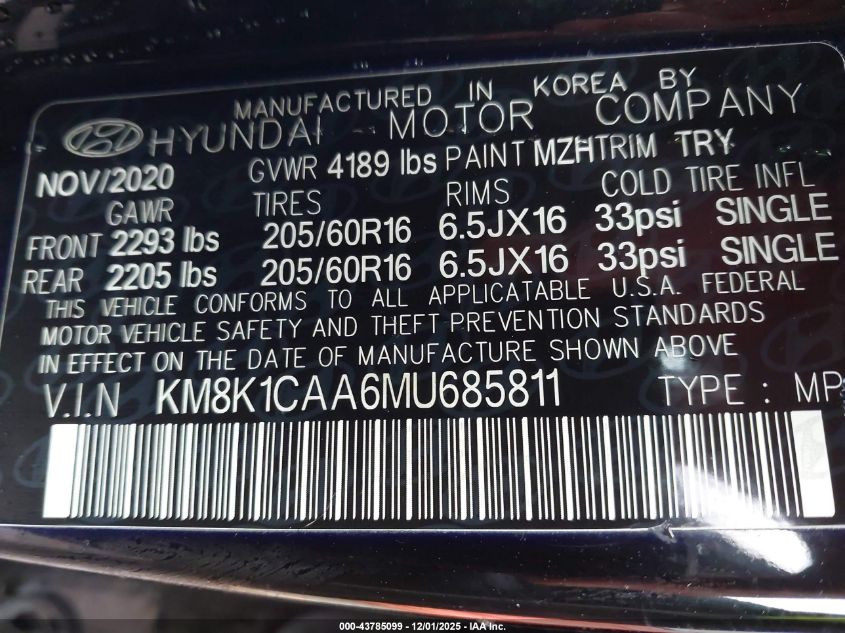 MANUFACTURED IN KOREA BY
HYUNDAI MOTOR COMPANY
NOV/2020 GVWR 4189 lbs PAINT MZHTRIM TRY
GAWR TIRES RIMS COLD TIRE INFL
FRONT 2293 lbs 205/60R16 6.5JX16 33psi SINGLE
REAR 2205 lbs 205/60R16 6.5JX16 33psi SINGLE
THIS VEHICLE CONFORMS TO ALL APPLICATABLE U.S.A. FEDERAL
MOTOR VEHICLE SAFETY AND THEFT PREVENTION STANDARDS
IN EFFECT ON THE DATE OF MANUFACTURE SHOWN ABOVE
V.I.N KM8K1CAA6MU685811 TYPE : MP
000-43785099 - 12/01/2025 - IAA Inc.